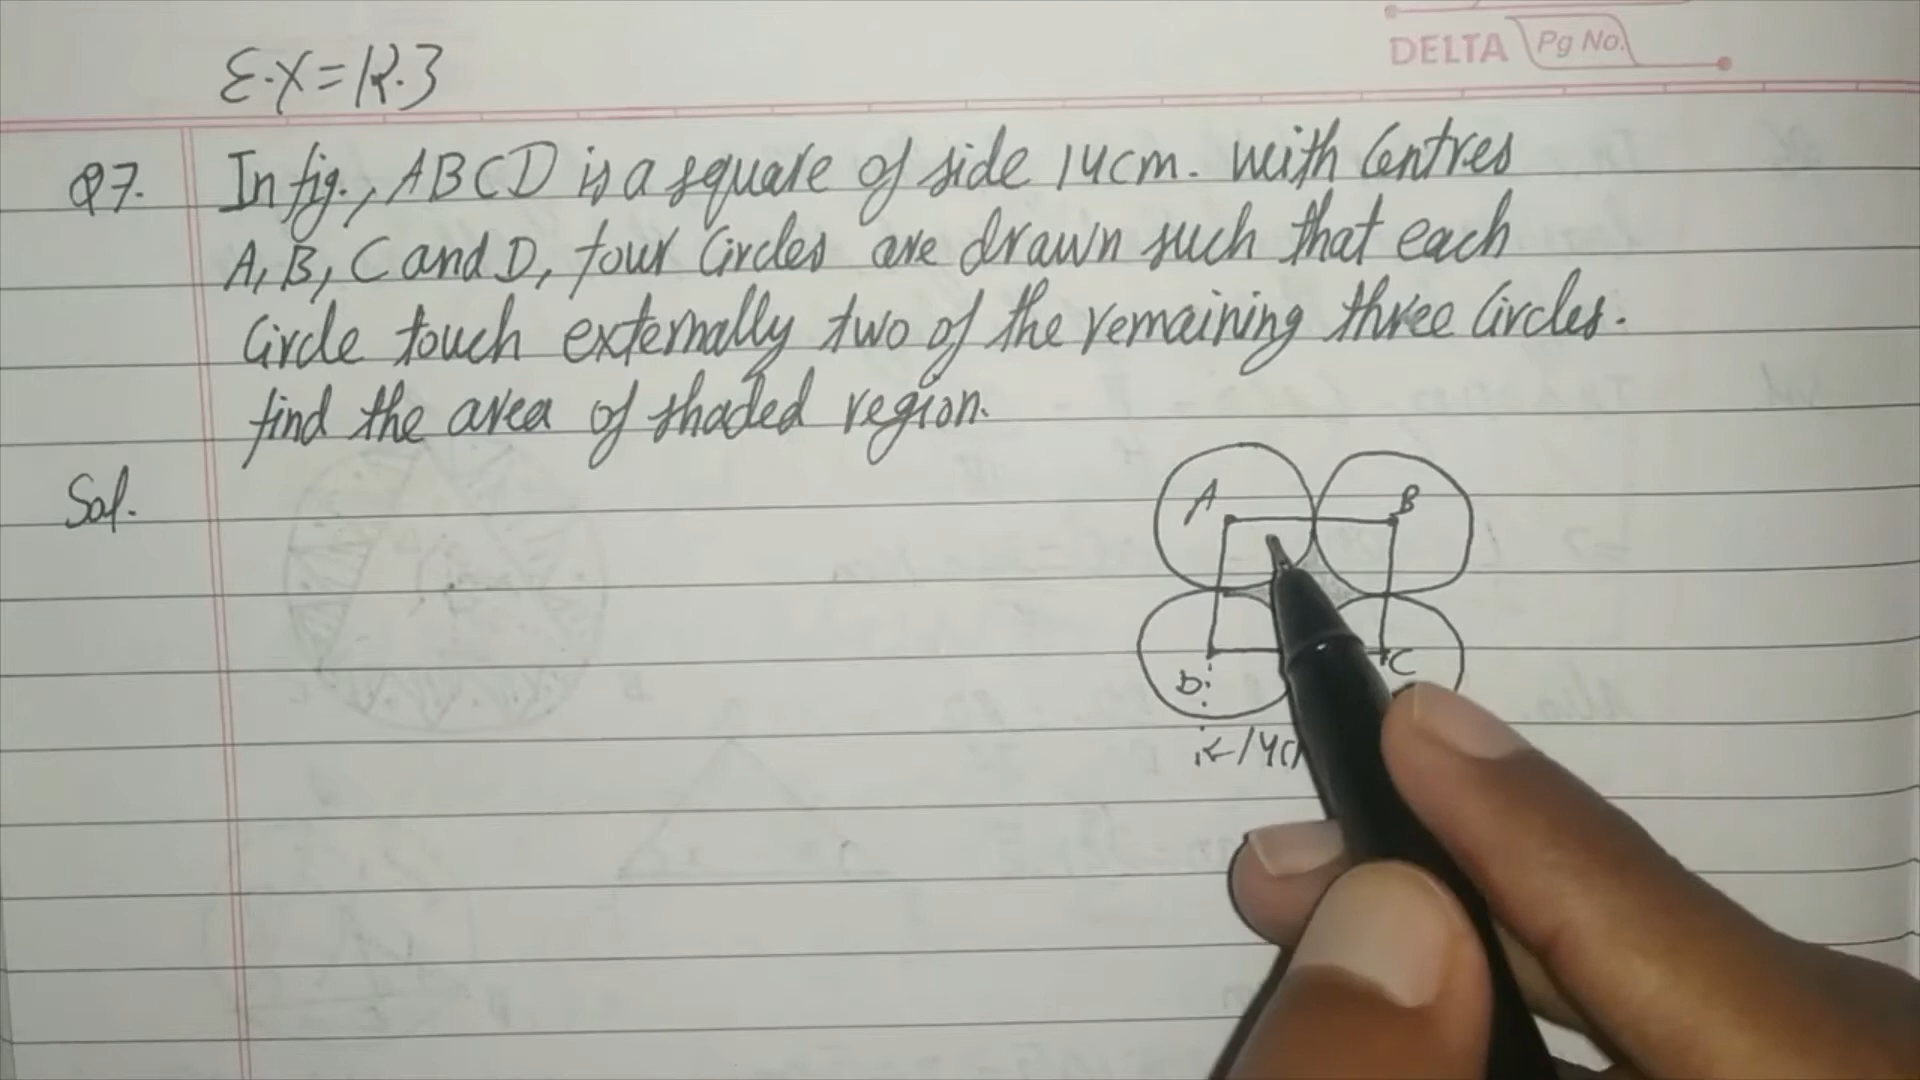 DELTA Pg No.
E.X=12.3
Q7. In fig., ABCD is a square of side 14cm. with Centres
A, B, C and D, four Circles are drawn such that each
Circle touch externally two of the remaining three Circles.
find the area of shaded region.
Sol.
A B
D C